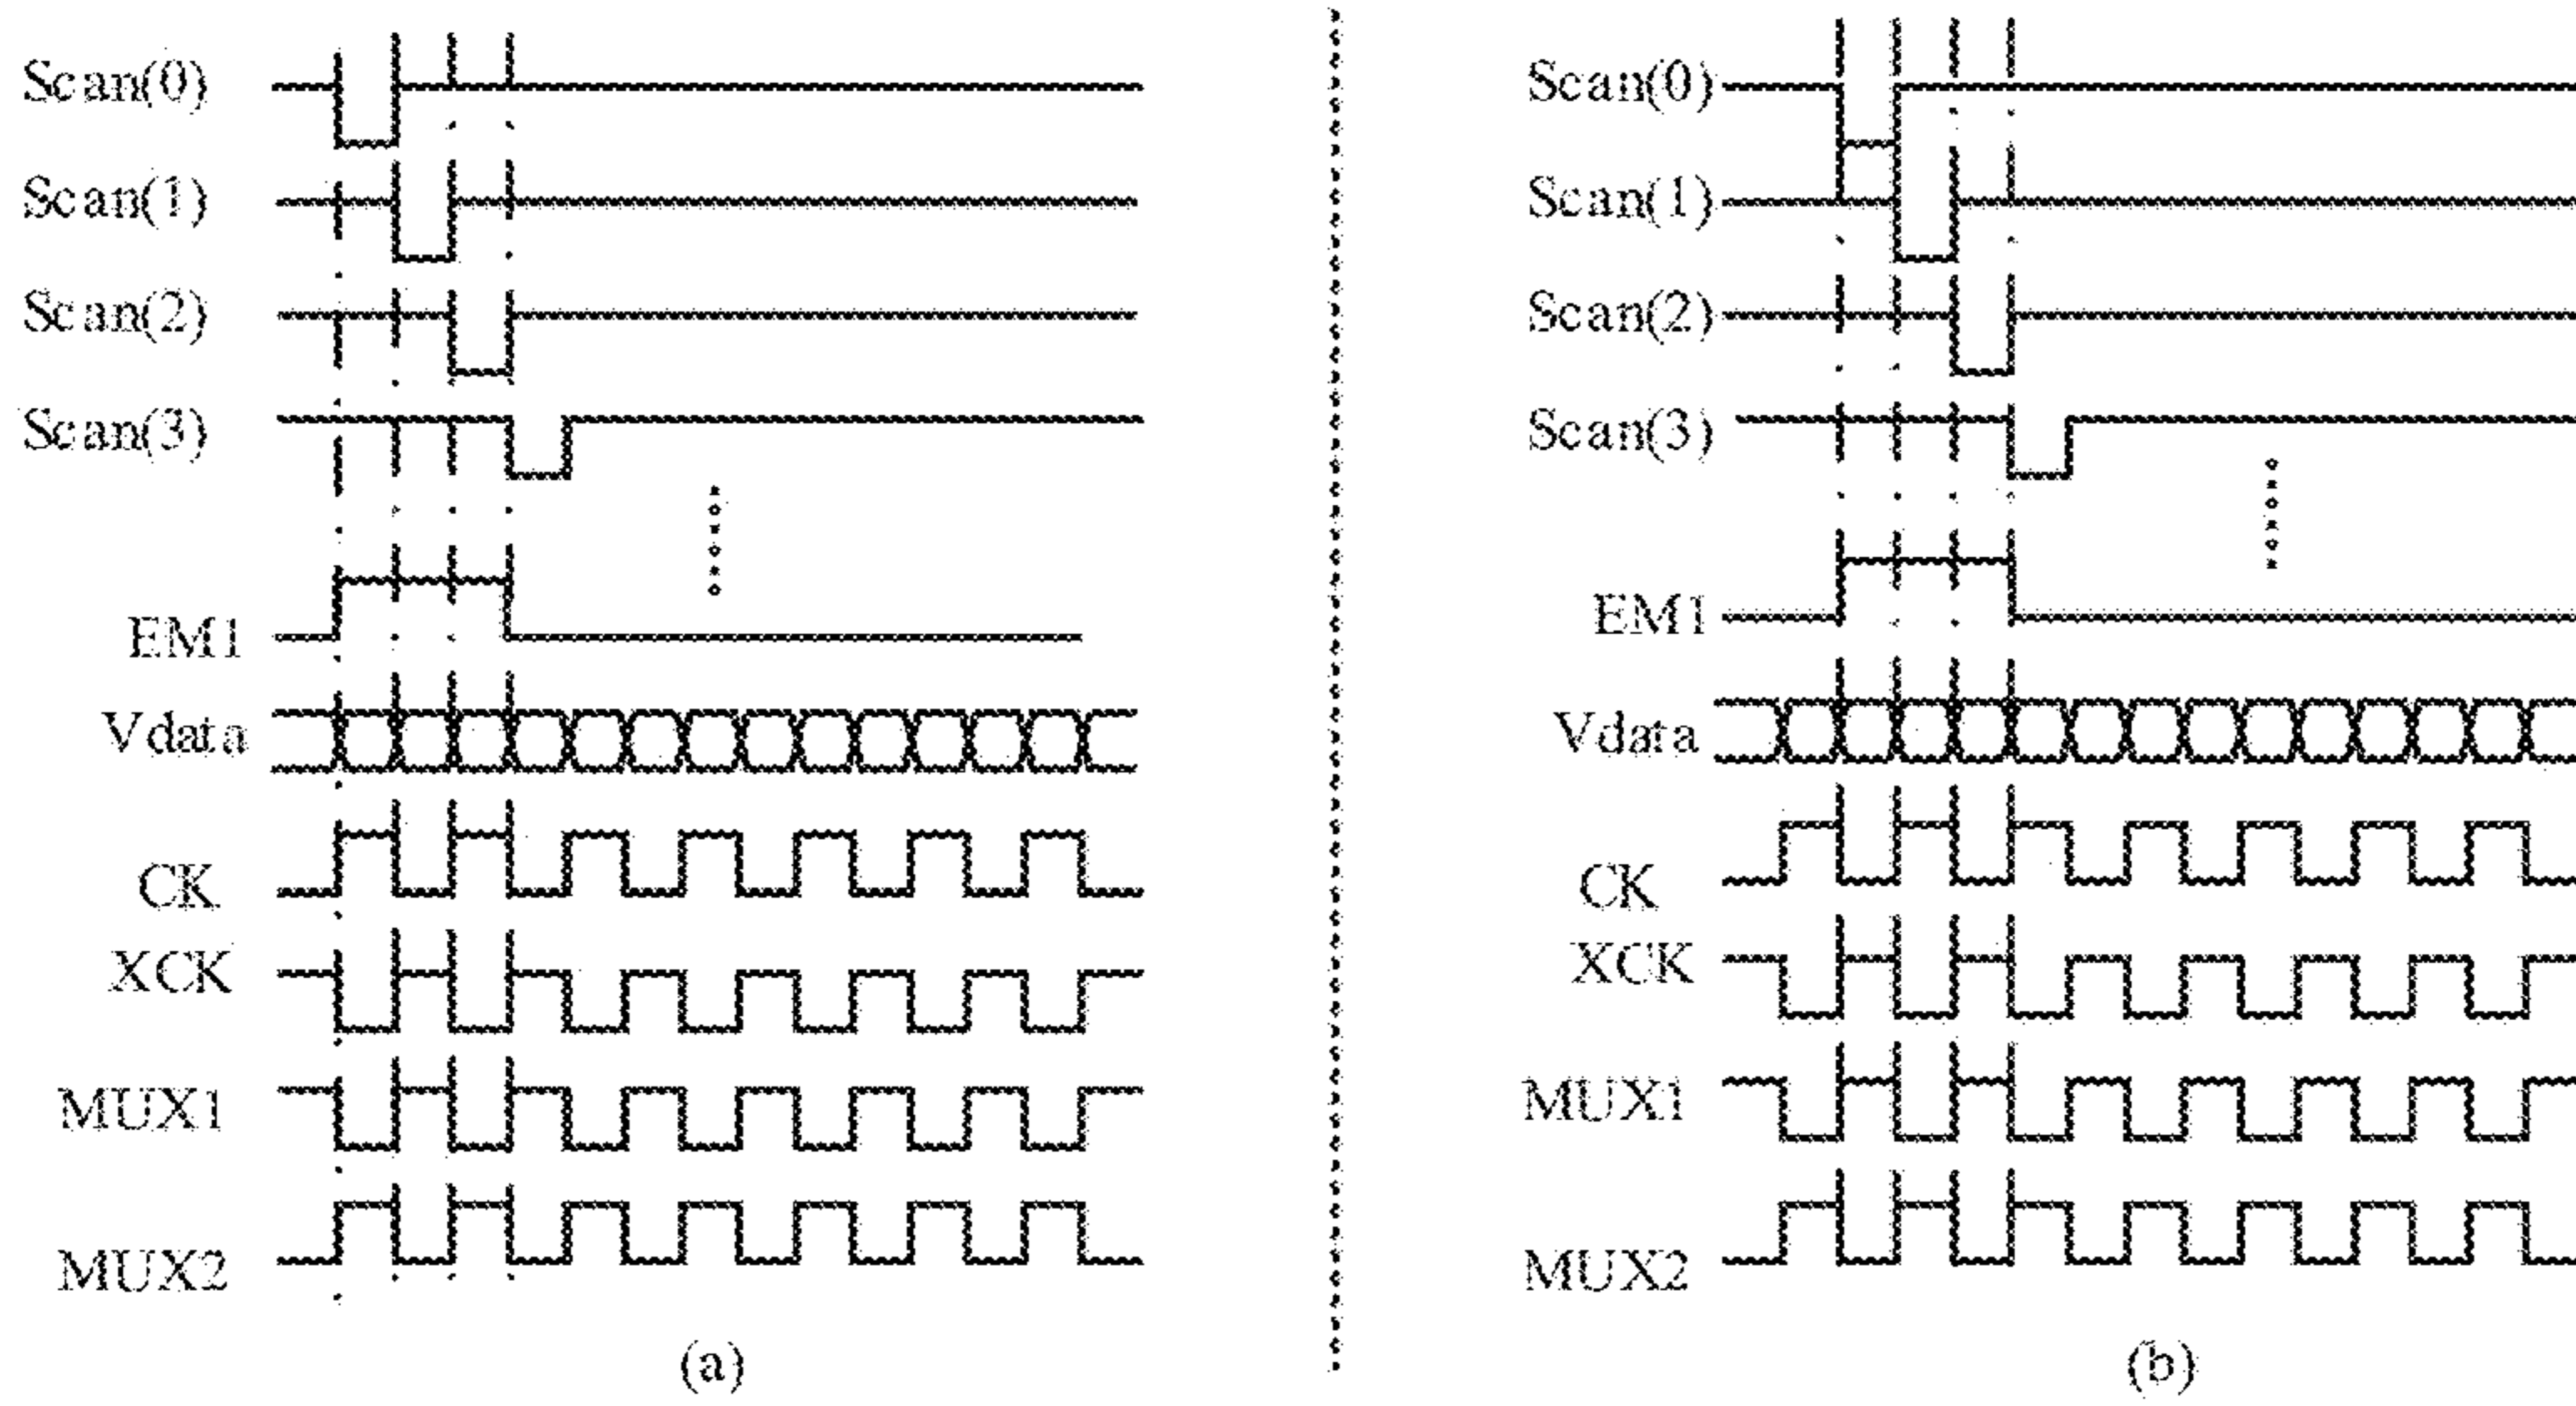 Scan(0)
Scan(1)
Scan(2)
Scan(3)
EM1
Vdata
CK
XCK
MUX1
MUX2
(a)
Scan(0)
Scan(1)
Scan(2)
Scan(3)
EM1
Vdata
CK
XCK
MUX1
MUX2
(b)